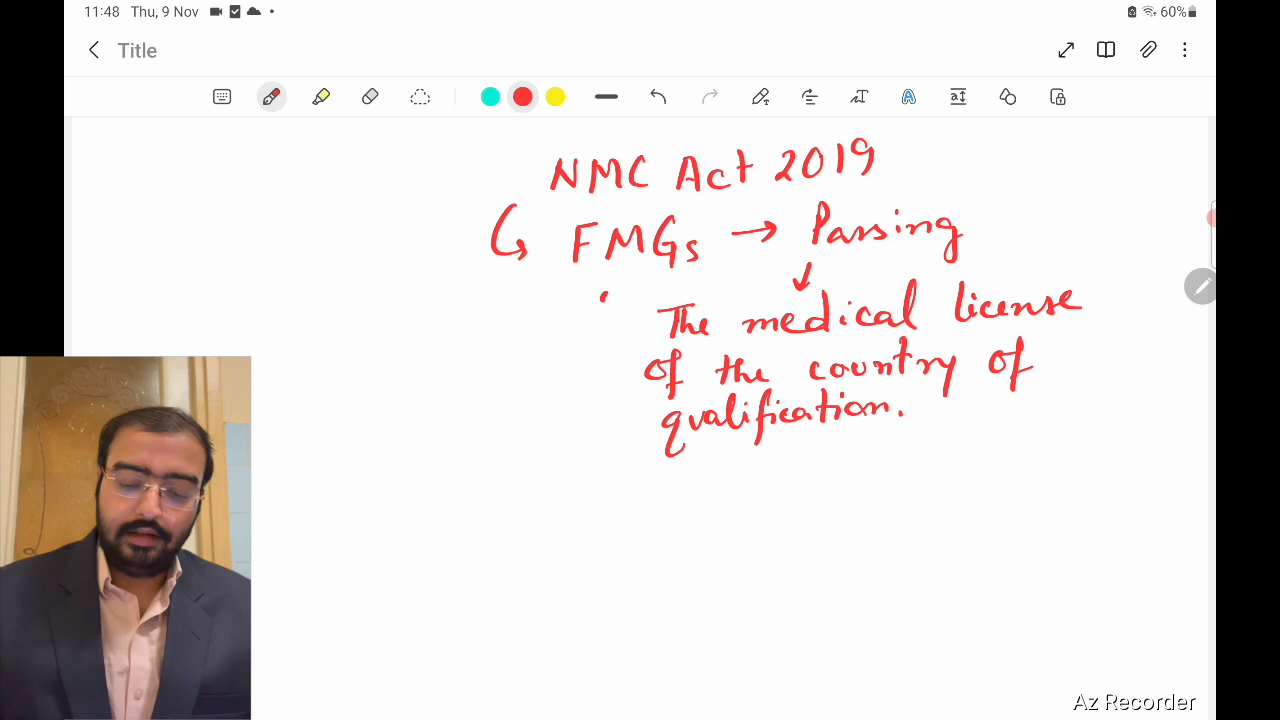 11:48 Thu, 9 Nov 60%
Title
NMC Act 2019
FMGs → Passing
The medical license
of the country of
qualification.
Az Recorder